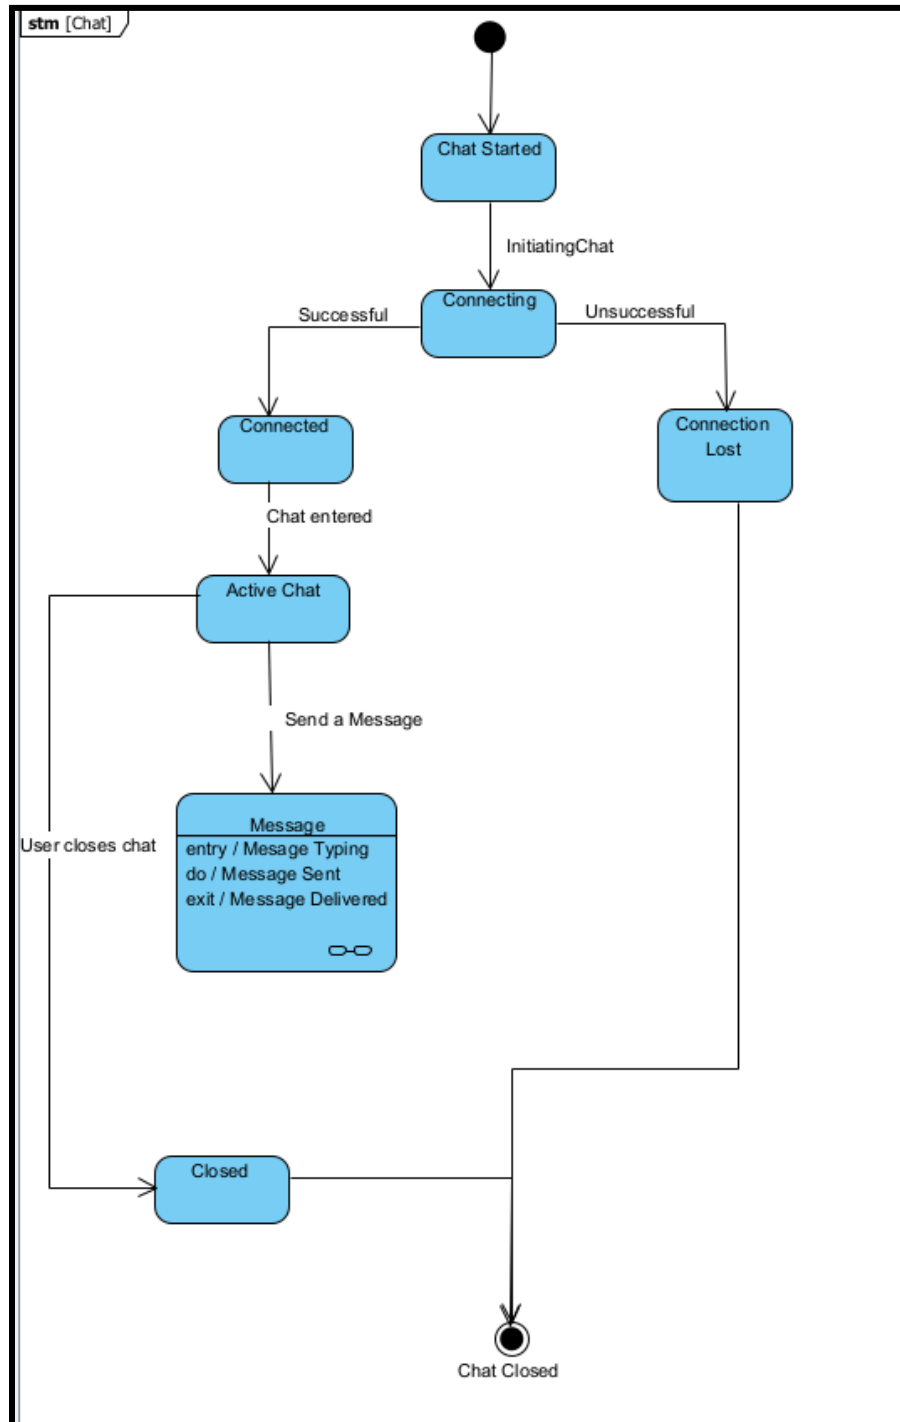 stm [Chat]
Chat Started
InitiatingChat
Connecting
Successful
Unsuccessful
Connected
Connection
Lost
Chat entered
Active Chat
Send a Message
Message
entry / Mesage Typing
do / Message Sent
exit / Message Delivered
User closes chat
Closed
Chat Closed